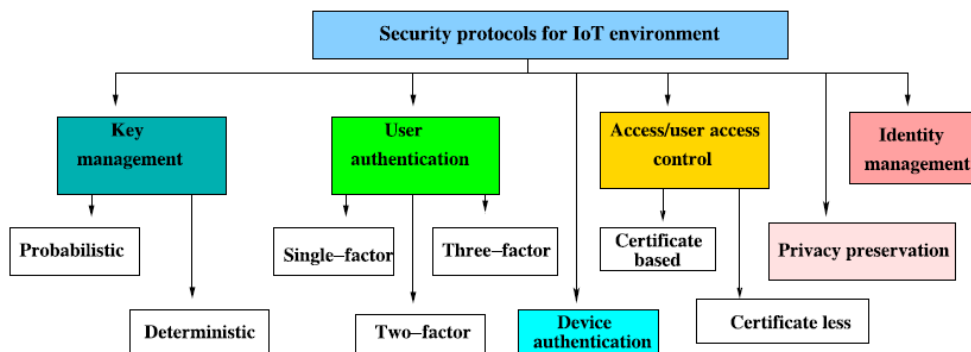 Security protocols for IoT environment
Key
management
User
authentication
Access/user access
control
Identity
management
Probabilistic
Single–factor
Three–factor
Certificate
based
Privacy preservation
Deterministic
Two–factor
Device
authentication
Certificate less